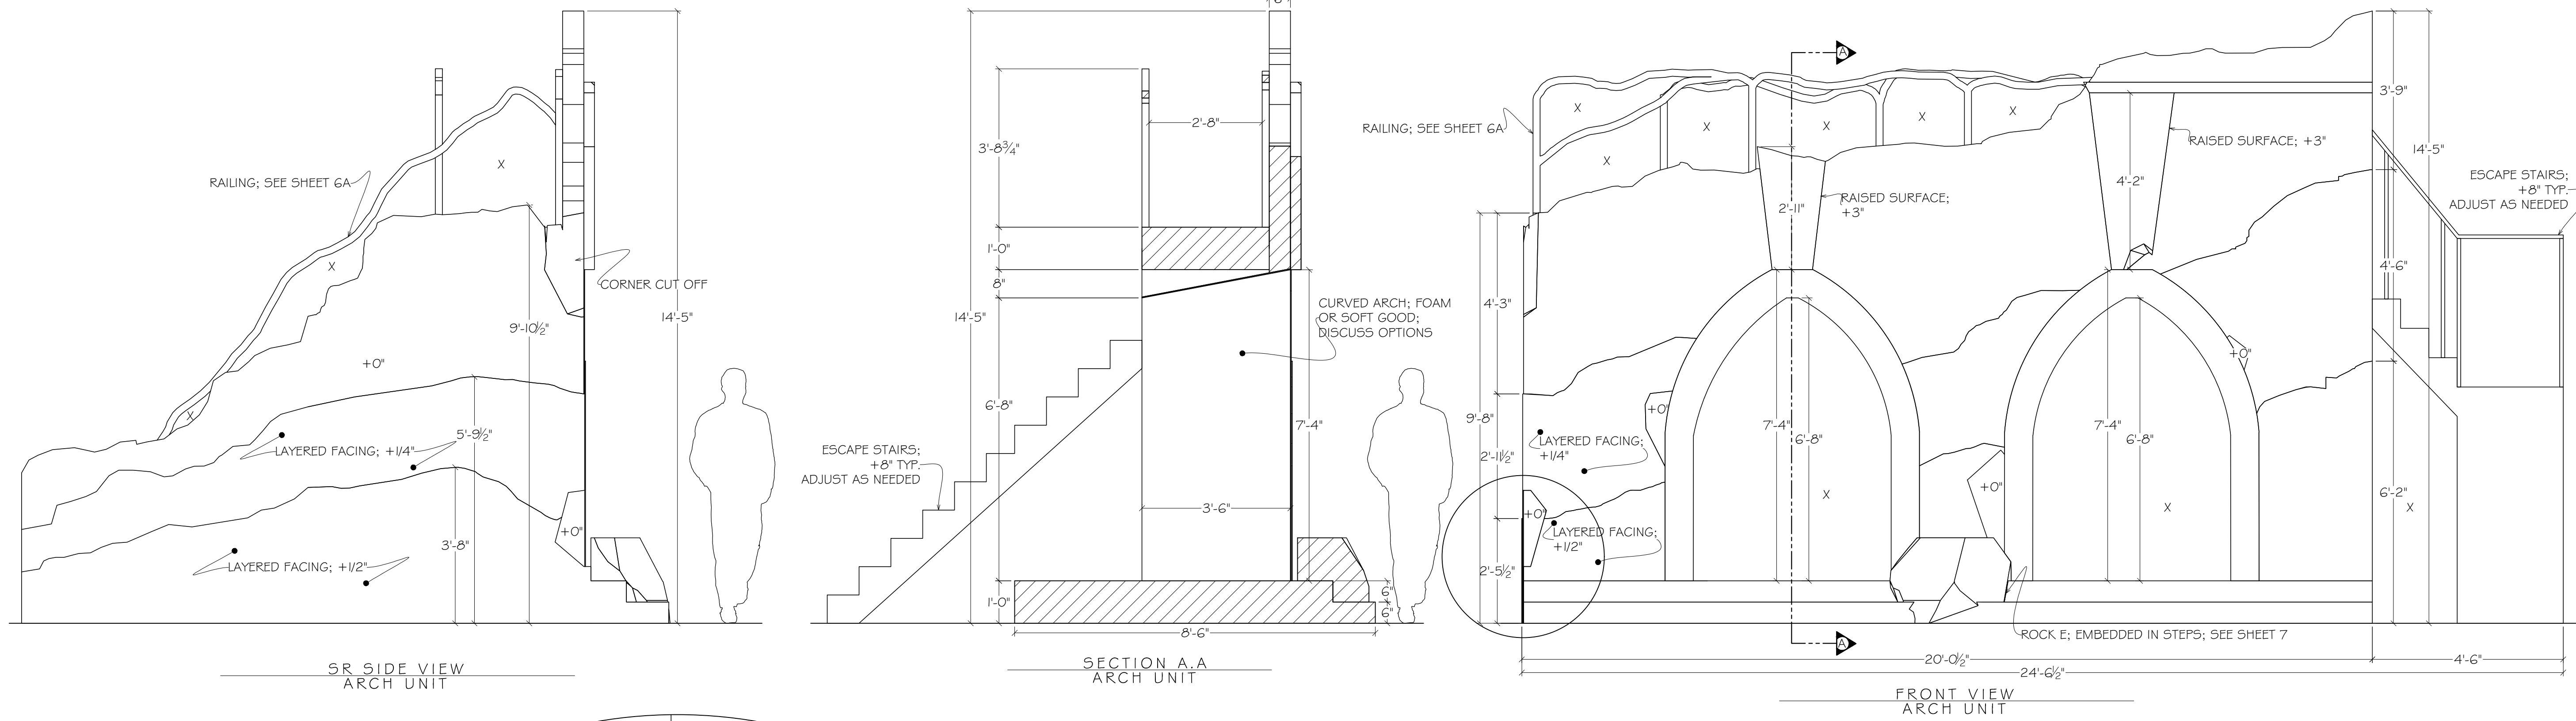 RAILING; SEE SHEET 6A
X
X
X
CORNER CUT OFF
14'-5"
9'-10½"
+0"
5'-9½"
LAYERED FACING; +1/4"
+0"
3'-8"
LAYERED FACING; +1/2"
SR SIDE VIEW
ARCH UNIT
2'-8"
3'-8¾"
1'-0"
8"
14'-5"
CURVED ARCH; FOAM
OR SOFT GOOD;
DISCUSS OPTIONS
6'-8"
7'-4"
ESCAPE STAIRS;
+8" TYP.
ADJUST AS NEEDED
3'-6"
1'-0"
6"
6"
8'-6"
SECTION A.A
ARCH UNIT
A
RAILING; SEE SHEET 6A
X
X
X
X
X
X
3'-9"
14'-5"
RAISED SURFACE; +3"
4'-2"
RAISED SURFACE;
+3"
2'-11"
ESCAPE STAIRS;
+8" TYP.
ADJUST AS NEEDED
4'-6"
4'-3"
+0"
+0"
9'-8"
7'-4"
6'-8"
7'-4"
6'-8"
LAYERED FACING;
+1/4"
2'-11½"
+0"
X
X
6'-2"
X
+0"
LAYERED FACING;
+1/2"
2'-5½"
ROCK E; EMBEDDED IN STEPS; SEE SHEET 7
A
20'-0½"
4'-6"
24'-6½"
FRONT VIEW
ARCH UNIT